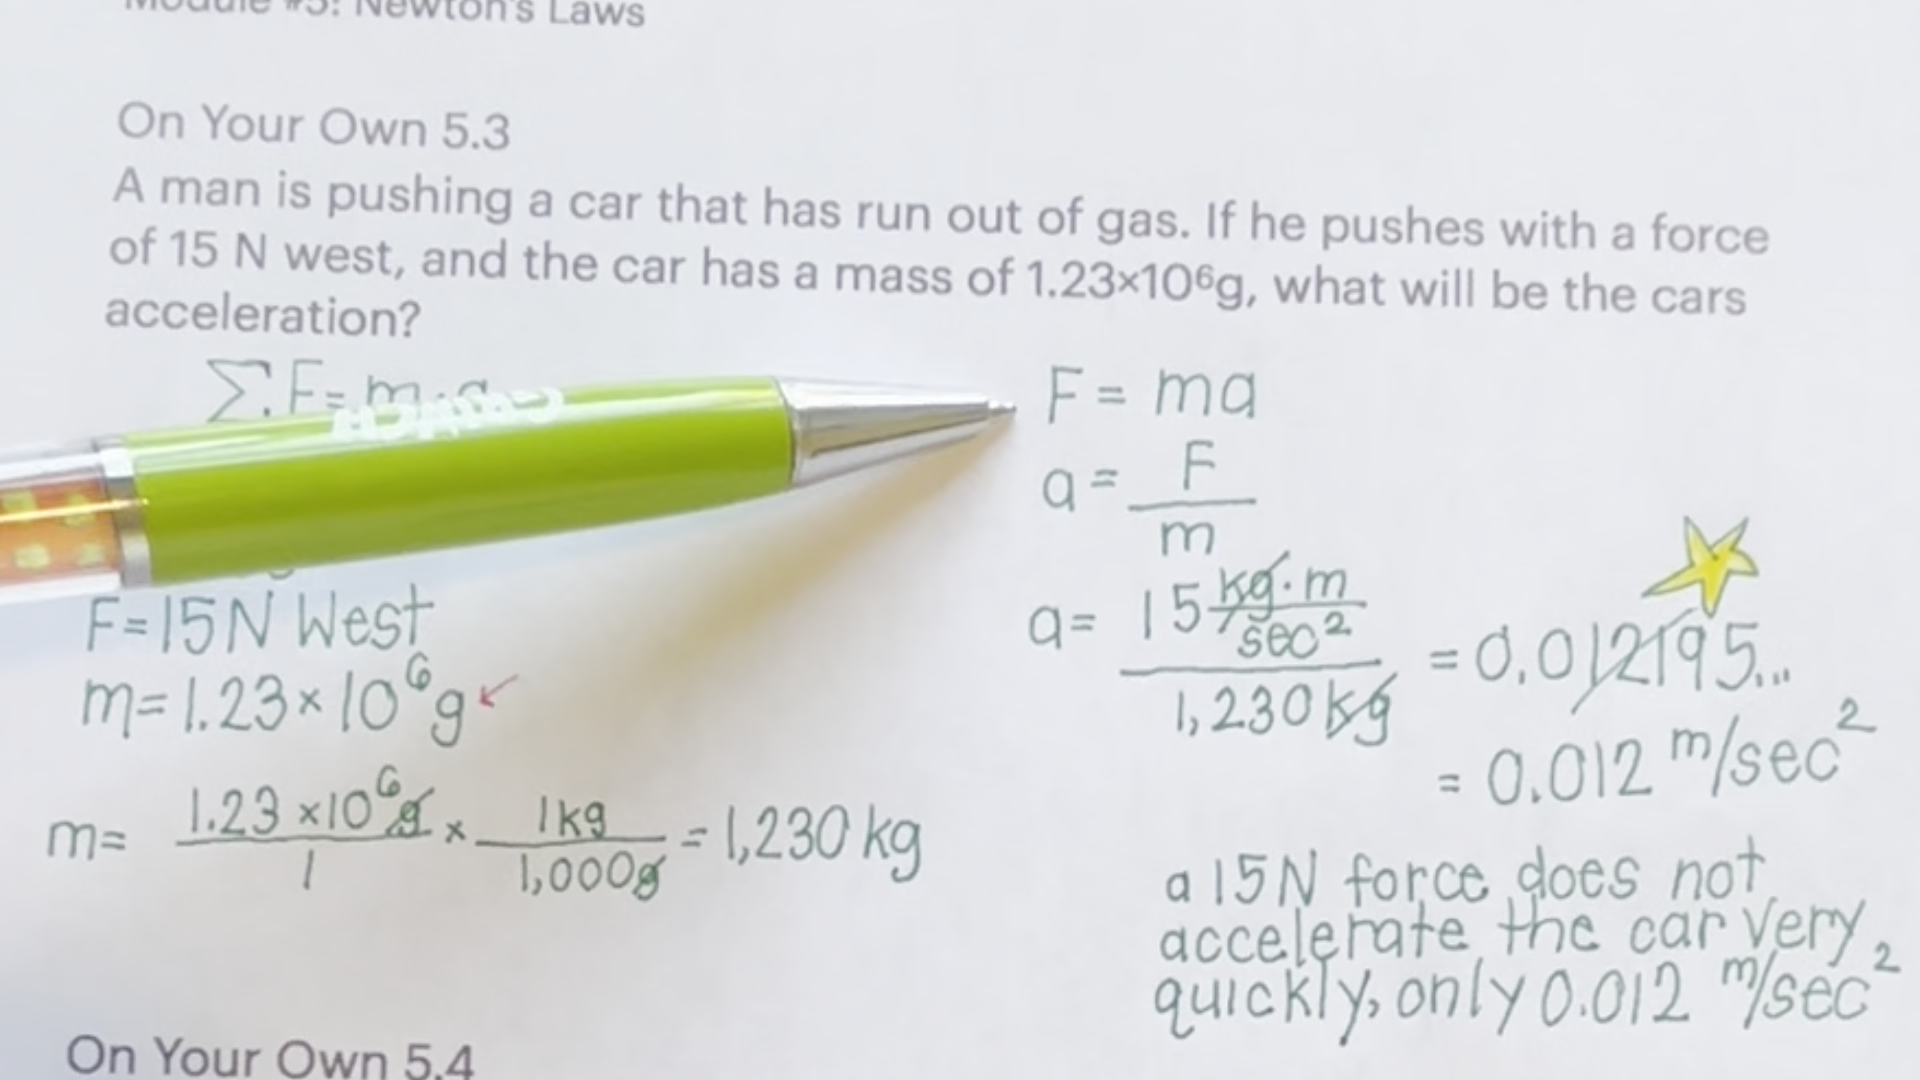 Module #5: Newton's Laws
On Your Own 5.3
A man is pushing a car that has run out of gas. If he pushes with a force
of 15 N west, and the car has a mass of 1.23×10⁶g, what will be the cars
acceleration?
∑F=m·a
F=15N West
m=1.23×10⁶g
m= 1.23×10⁶g/1 × 1kg/1,000g = 1,230 kg
F=ma
a=F/m
a= 15 kg·m/sec² / 1,230 kg = 0.012195...
= 0.012 m/sec²
a 15N force does not
accelerate the car very
quickly, only 0.012 m/sec²
On Your Own 5.4